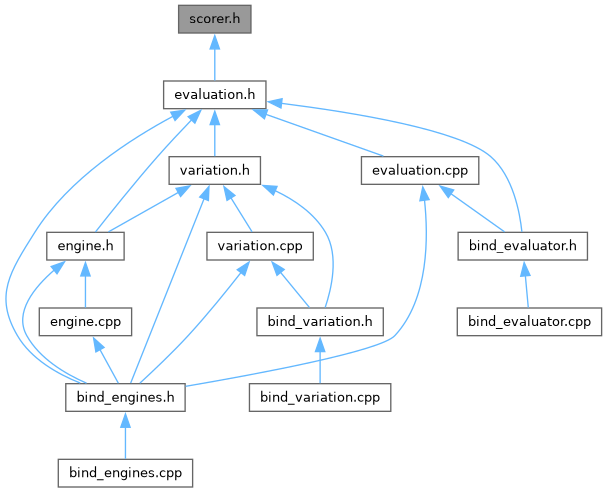 scorer.h
evaluation.h
variation.h
evaluation.cpp
engine.h
variation.cpp
bind_evaluator.h
engine.cpp
bind_variation.h
bind_evaluator.cpp
bind_engines.h
bind_variation.cpp
bind_engines.cpp